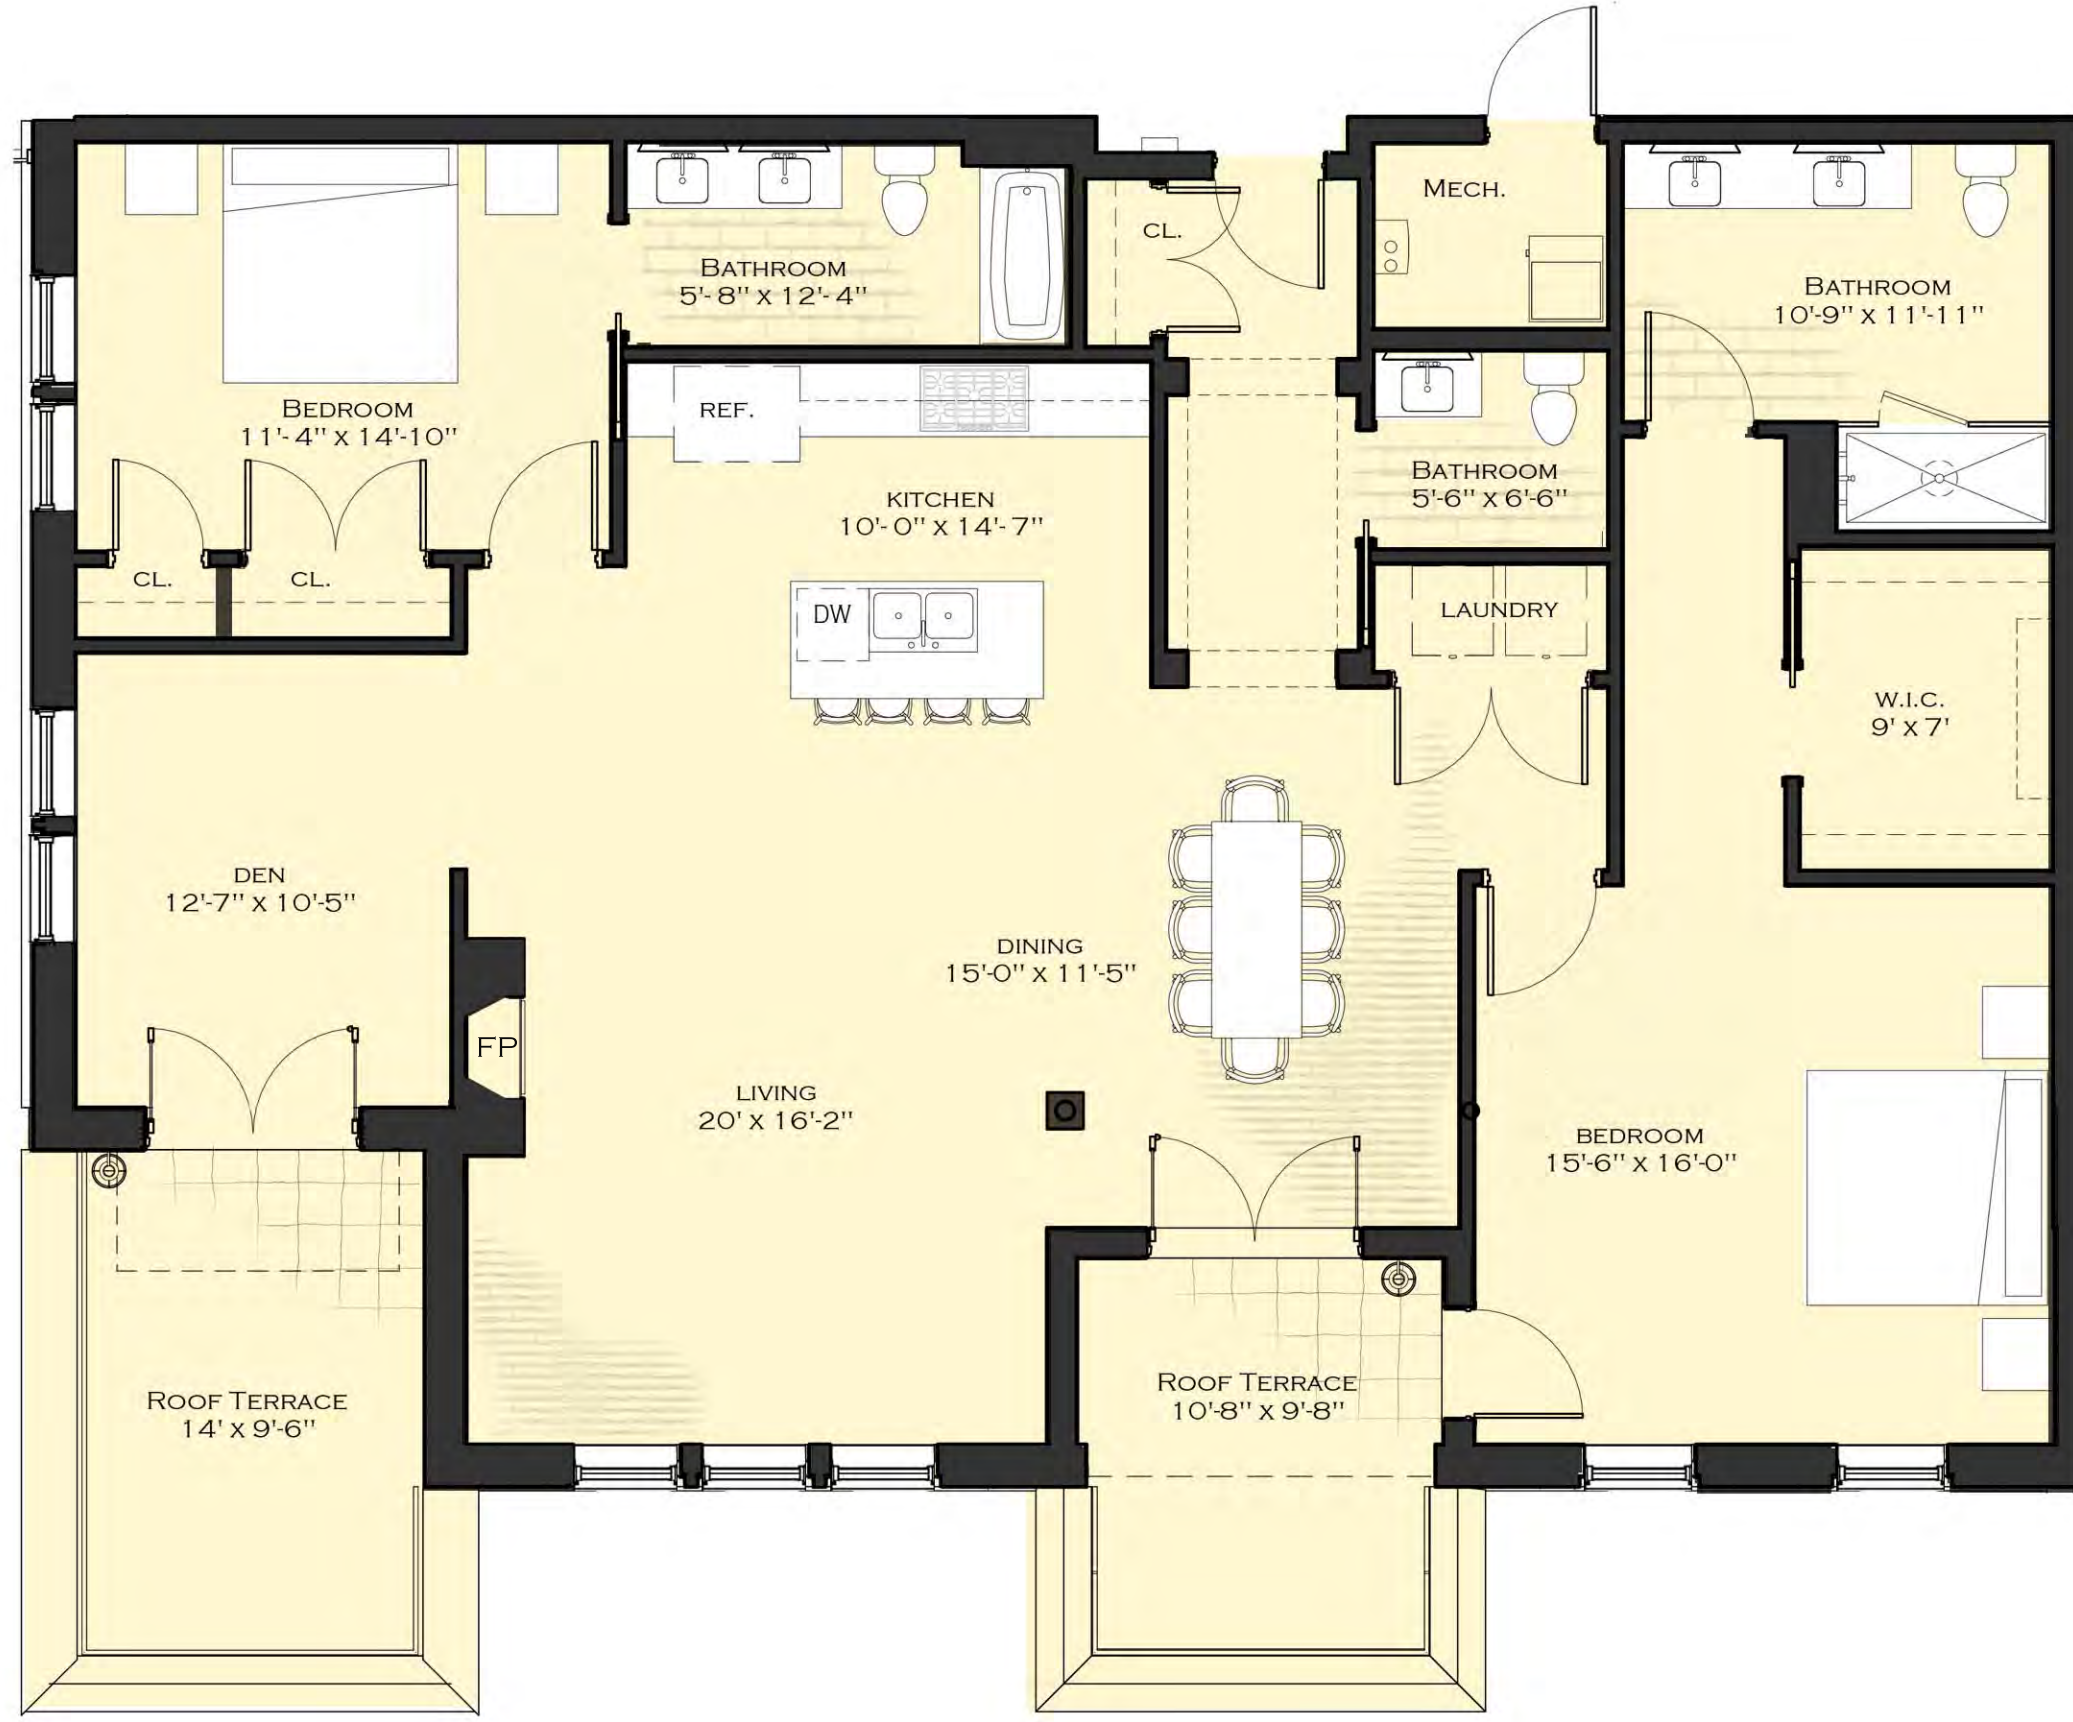 MECH.
CL.
BATHROOM
5'-8" X 12'-4"
BATHROOM
10'-9" X 11'-11"
BEDROOM
11'-4" X 14'-10"
REF.
BATHROOM
5'-6" X 6'-6"
KITCHEN
10'-0" X 14'-7"
CL.
CL.
DW
LAUNDRY
W.I.C.
9' X 7'
DEN
12'-7" X 10'-5"
DINING
15'-0" X 11'-5"
FP
LIVING
20' X 16'-2"
BEDROOM
15'-6" X 16'-0"
ROOF TERRACE
14' X 9'-6"
ROOF TERRACE
10'-8" X 9'-8"